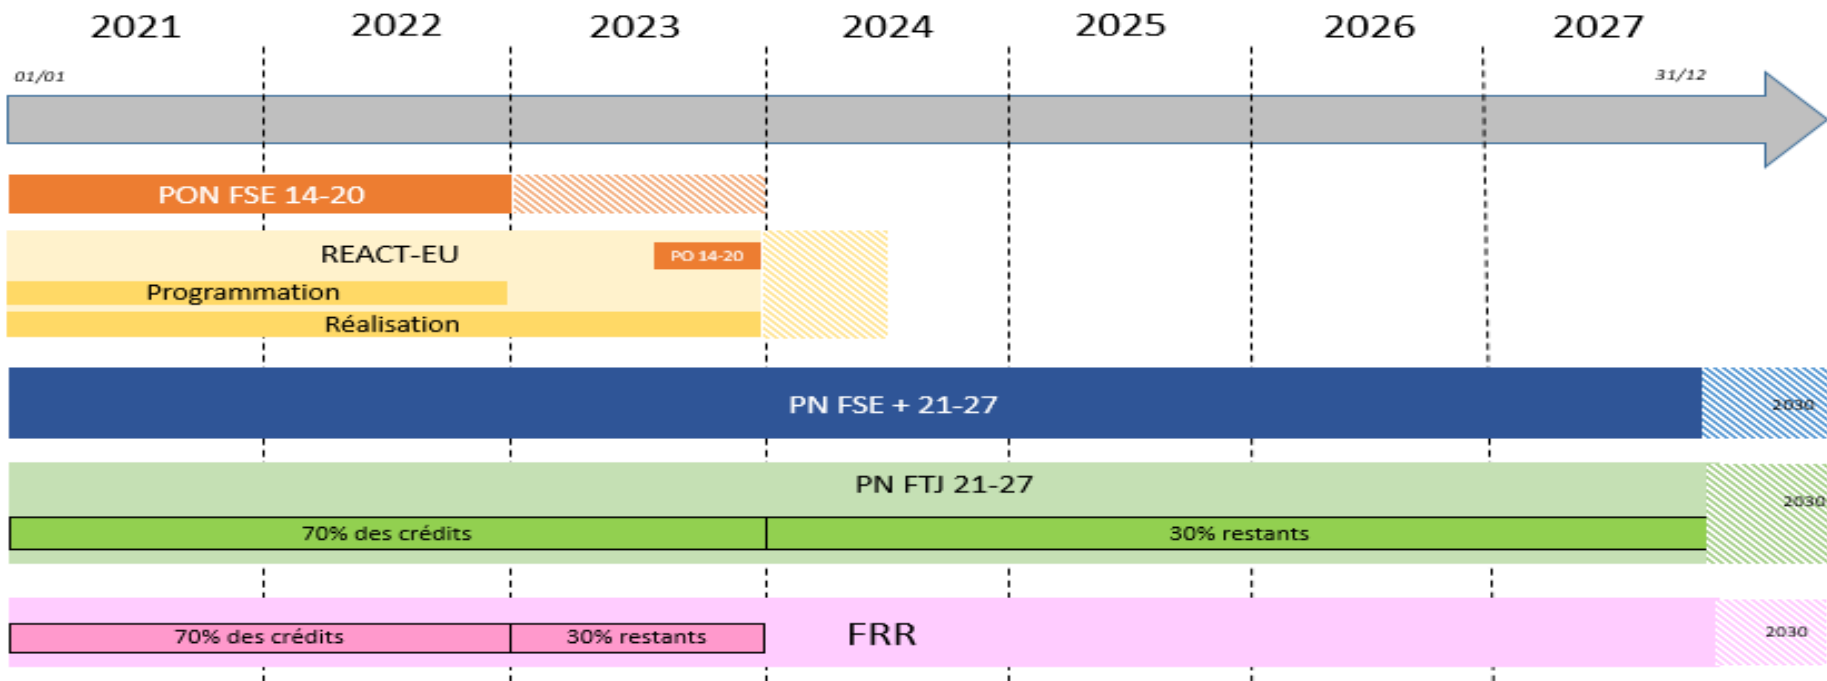 2021 2022 2023 2024 2025 2026 2027
01/01 31/12
PON FSE 14-20
REACT-EU PO 14-20
Programmation
Réalisation
PN FSE + 21-27 2030
PN FTJ 21-27
2030
70% des crédits 30% restants
70% des crédits 30% restants FRR 2030